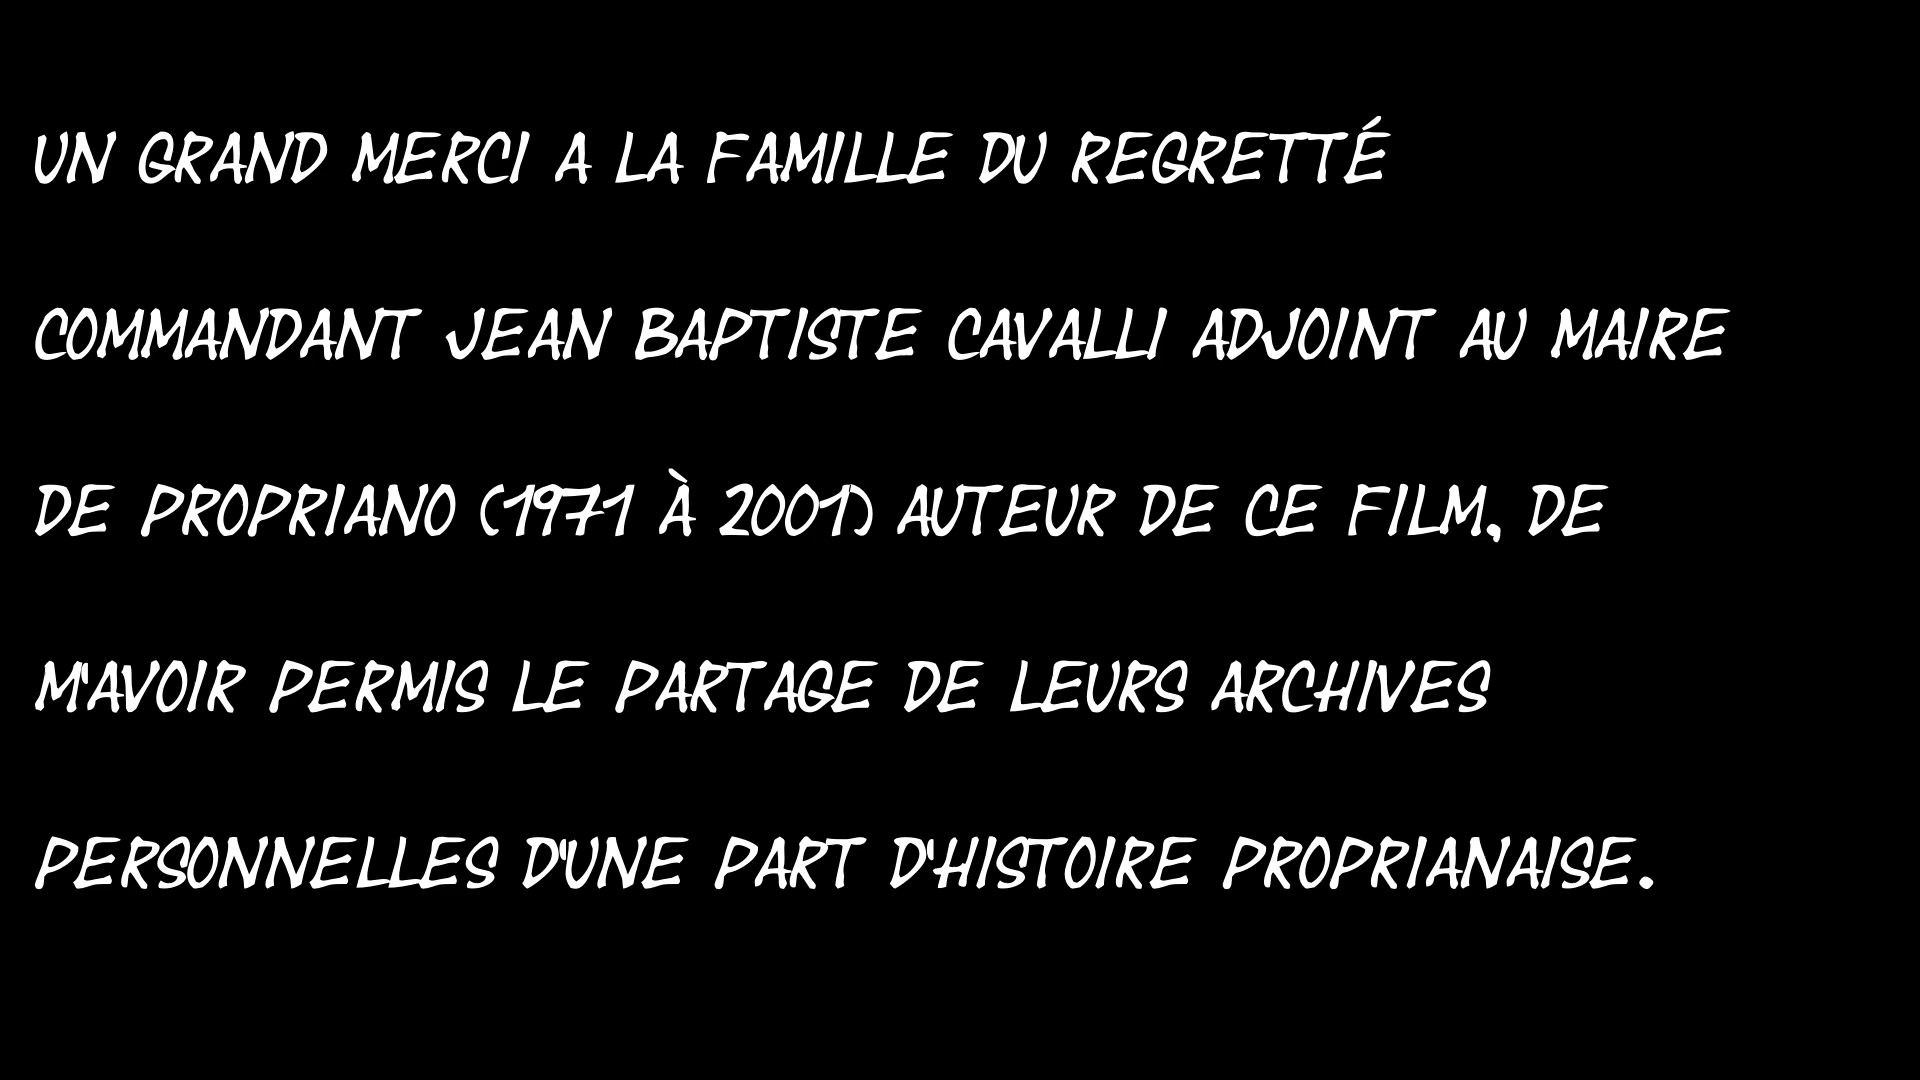 UN GRAND MERCI A LA FAMILLE DU REGRETTÉ
COMMANDANT JEAN BAPTISTE CAVALLI ADJOINT AU MAIRE
DE PROPRIANO (1971 À 2001) AUTEUR DE CE FILM, DE
M'AVOIR PERMIS LE PARTAGE DE LEURS ARCHIVES
PERSONNELLES D'UNE PART D'HISTOIRE PROPRIANAISE.